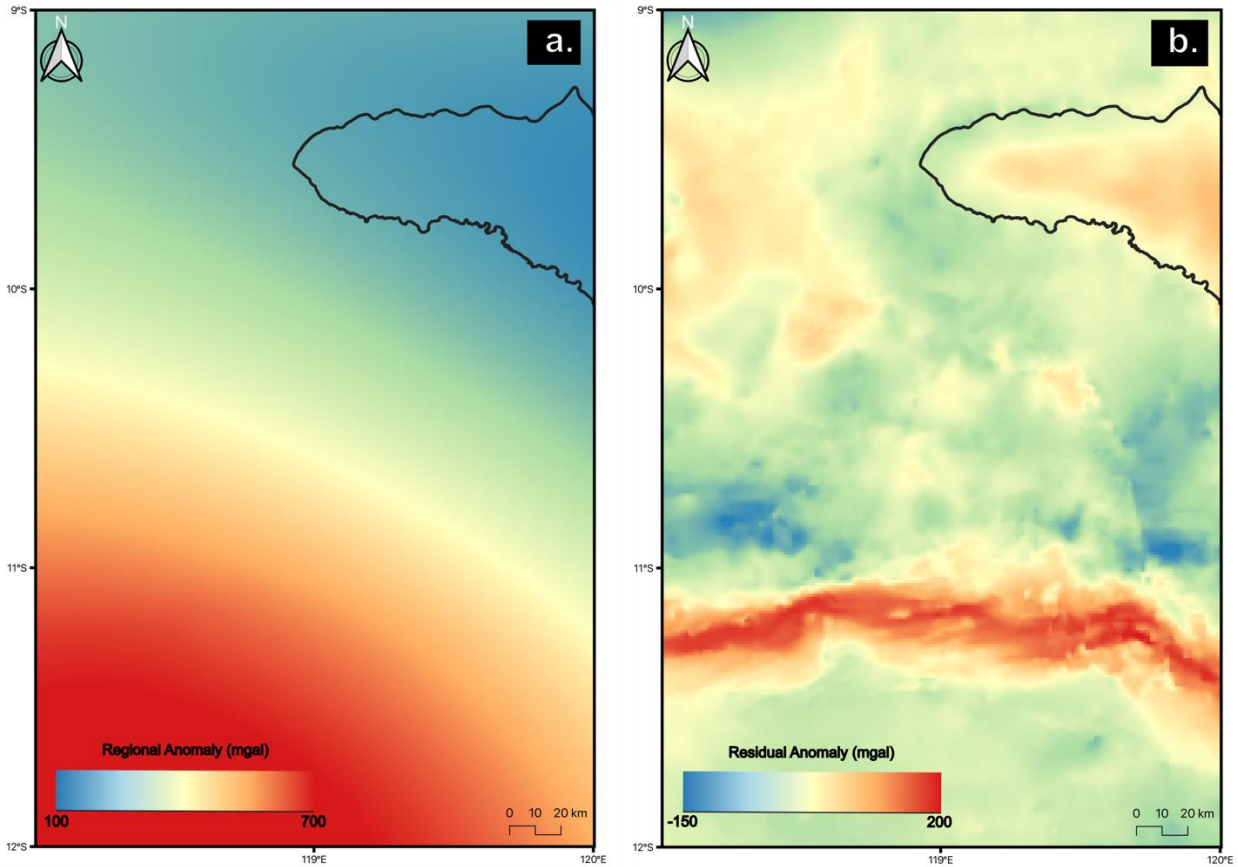 9°S
N
a.
10°S
11°S
Regional Anomaly (mgal)
100
700
0 10 20 km
12°S
119°E
120°E
9°S
N
b.
10°S
11°S
Residual Anomaly (mgal)
-150
200
0 10 20 km
12°S
119°E
120°E